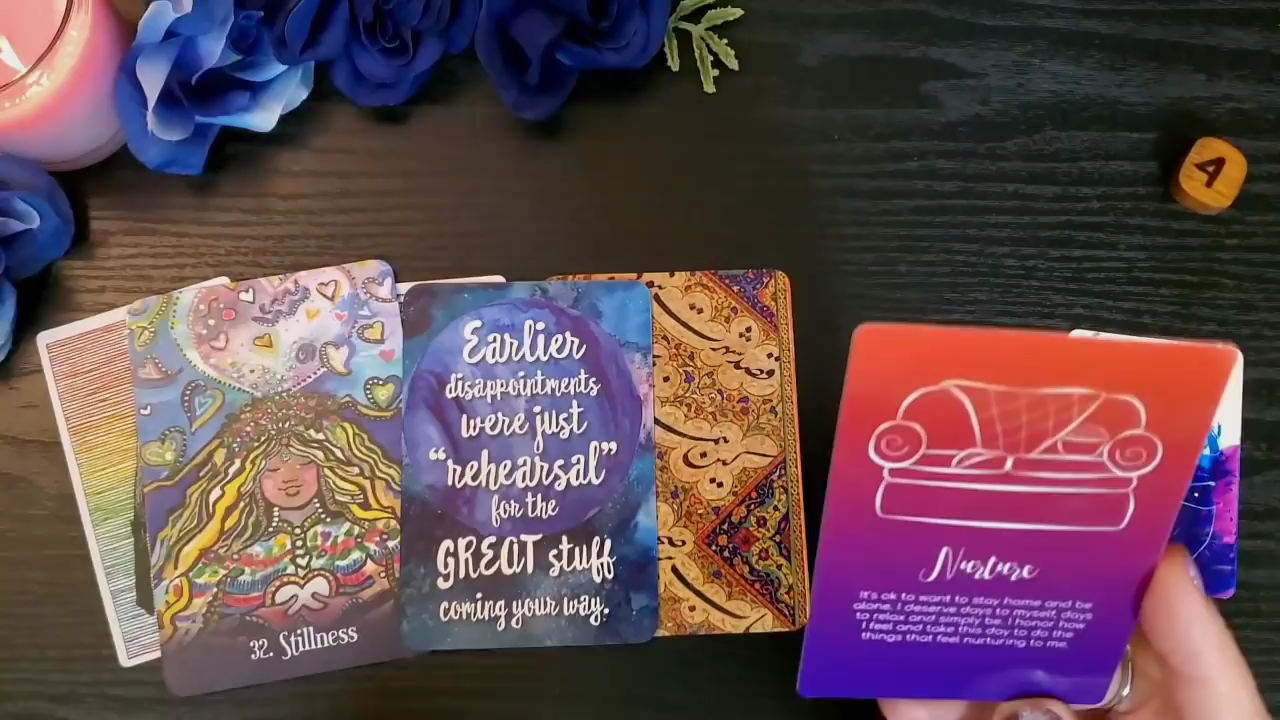 32. Stillness
Earlier
disappointments
were just
“rehearsal”
for the
GREAT stuff
coming your way.
Nurture
It's ok to want to stay home and be
alone. I deserve days to myself, days
to relax and simply be. I honor how
I feel and take this day to do the
things that feel nurturing to me.
A